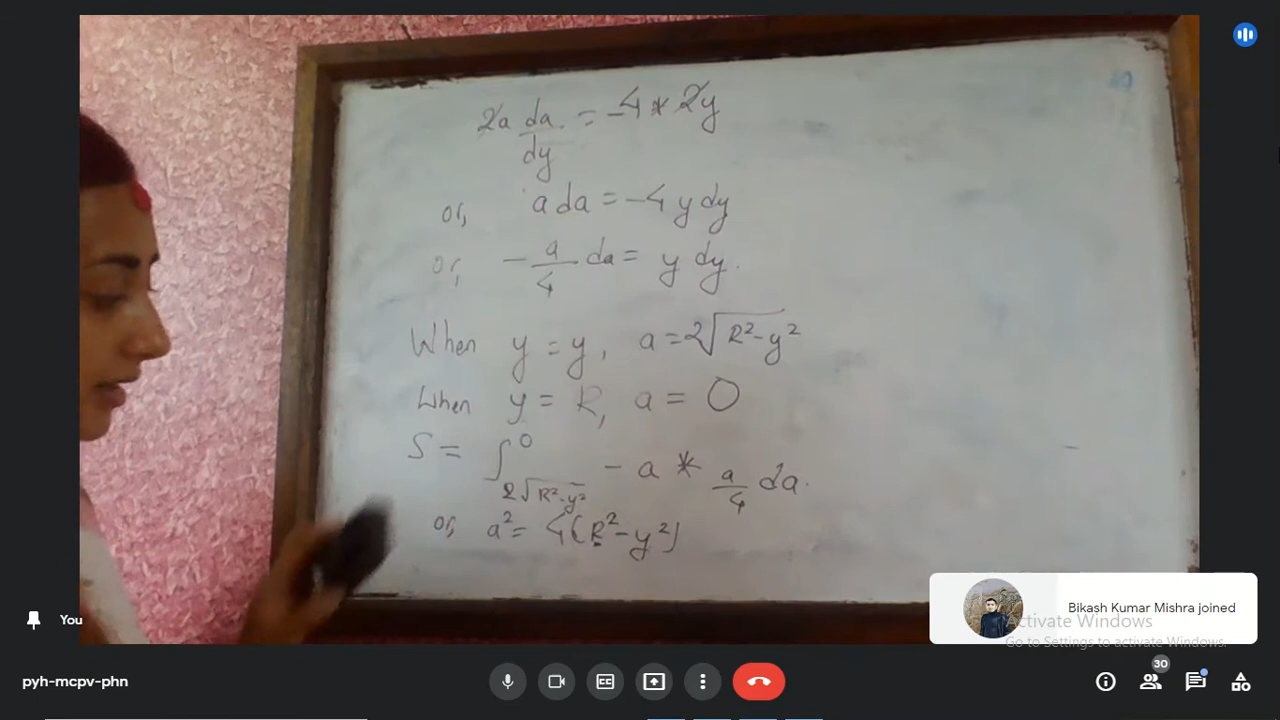 2a da/dy = -4 * 2y
or, a da = -4 y dy
or, - a/4 da = y dy.
When y = y, a = 2√R²-y²
When y = R, a = 0
S = ∫ 0 2√R²-y² - a * a/4 da.
or, a² = 4(R²-y²)
You
Bikash Kumar Mishra joined
Activate Windows
Go to Settings to activate Windows.
pyh-mcpv-phn
30